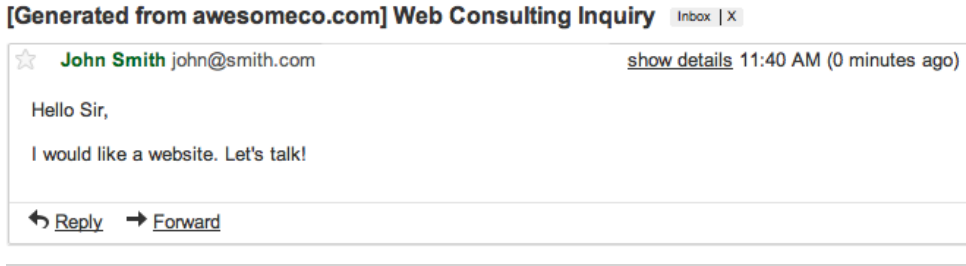 [Generated from awesomeco.com] Web Consulting Inquiry Inbox | X
John Smith john@smith.com show details 11:40 AM (0 minutes ago)
Hello Sir,
I would like a website. Let's talk!
Reply Forward